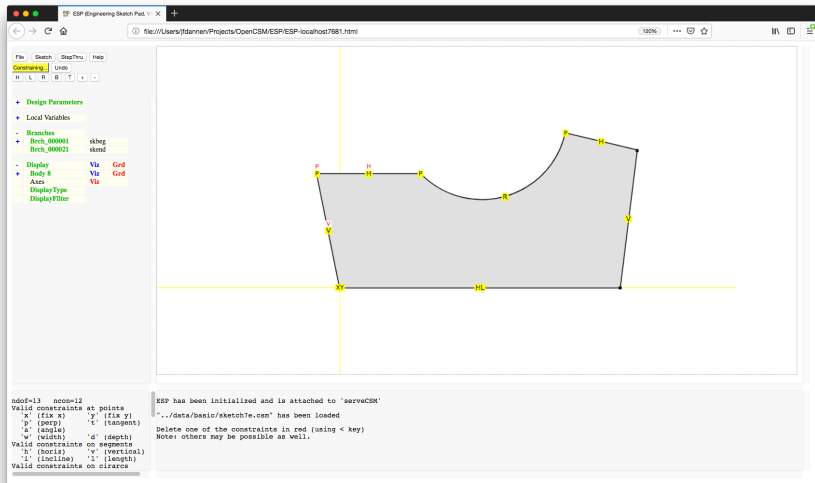 ESP (Engineering Sketch Pad, V
file:///Users/jfdannen/Projects/OpenCSM/ESP/ESP-localhost7681.html
120%
File Sketch StepThru Help
Constraining... Undo
H L R B T + -
+ Design Parameters
+ Local Variables
- Branches
+ Brch_000001 skbeg
Brch_000021 skend
- Display Viz Grd
+ Body 8 Viz Grd
Axes Viz
DisplayType
DisplayFilter
P
H
P
H
P
P
H
R
V
V
V
XY
HL
ndof=13 ncon=12
Valid constraints at points
'x' (fix x) 'y' (fix y)
'p' (perp) 't' (tangent)
'a' (angle)
'w' (width) 'd' (depth)
Valid constraints on segments
'h' (horiz) 'v' (vertical)
'i' (incline) 'l' (length)
Valid constraints on cirarcs
ESP has been initialized and is attached to 'serveCSM'
"../data/basic/sketch7e.csm" has been loaded
Delete one of the constraints in red (using < key)
Note: others may be possible as well.